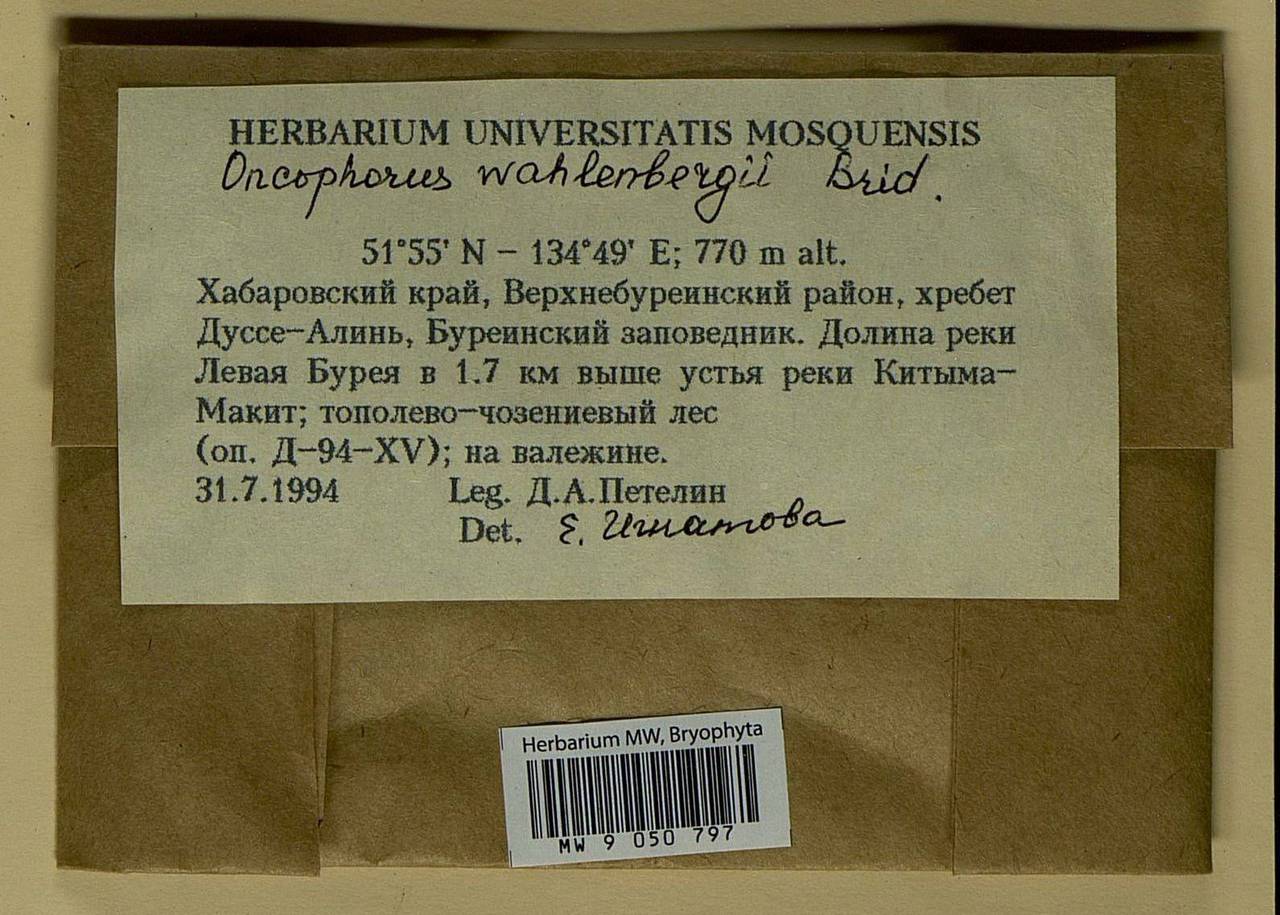 HERBARIUM UNIVERSITATIS MOSQUENSIS
Oncophorus wahlenbergii Brid.
51°55' N - 134°49' E; 770 m alt.
Хабаровский край, Верхнебуреинский район, хребет
Дуссе-Алинь, Буреинский заповедник. Долина реки
Левая Бурея в 1.7 км выше устья реки Китыма-
Макит; тополево-чозениевый лес
(оп. Д-94-XV); на валежине.
31.7.1994 Leg. Д.А.Петелин
Det. Е. Игнатова
Herbarium MW, Bryophyta
MW 9 050 797